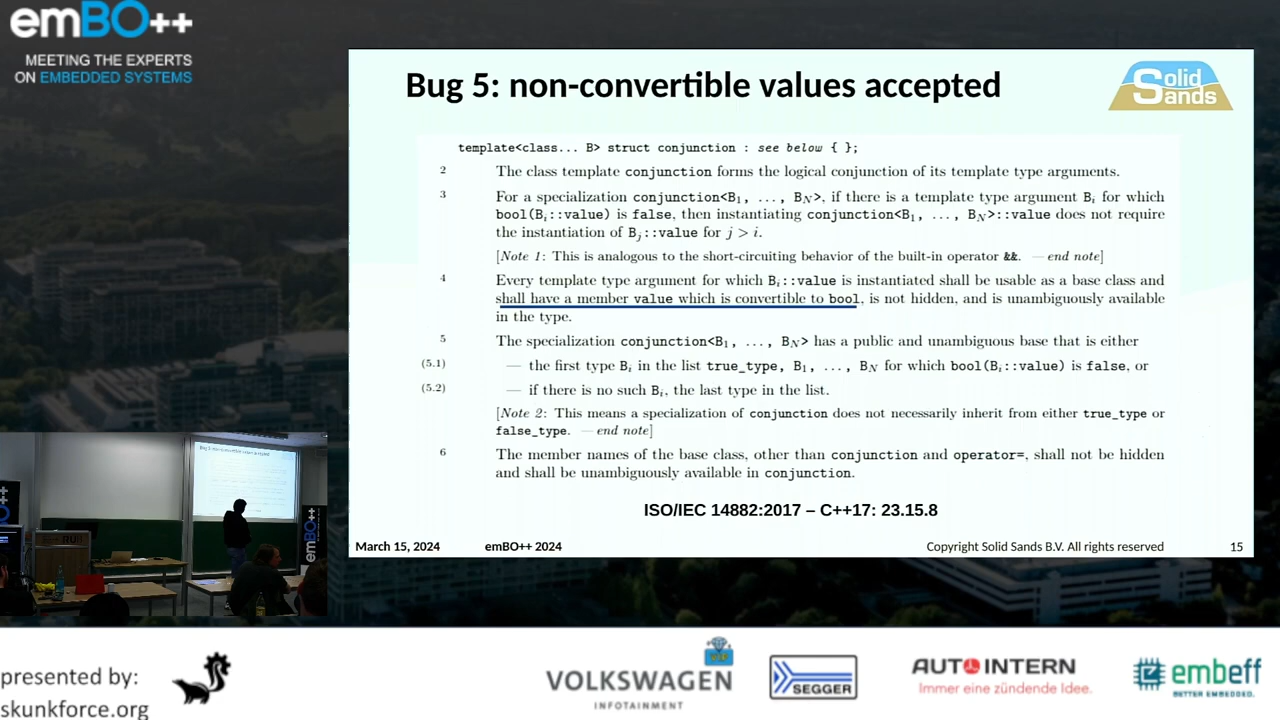 emBO++
MEETING THE EXPERTS
ON EMBEDDED SYSTEMS
Bug 5: non-convertible values accepted
Solid
Sands
template<class... B> struct conjunction : see below { };
2 The class template conjunction forms the logical conjunction of its template type arguments.
3 For a specialization conjunction<B1, ..., BN>, if there is a template type argument Bi for which
bool(Bi::value) is false, then instantiating conjunction<B1, ..., BN>::value does not require
the instantiation of Bj::value for j > i.
[Note 1: This is analogous to the short-circuiting behavior of the built-in operator &&. — end note]
4 Every template type argument for which Bi::value is instantiated shall be usable as a base class and
shall have a member value which is convertible to bool, is not hidden, and is unambiguously available
in the type.
5 The specialization conjunction<B1, ..., BN> has a public and unambiguous base that is either
(5.1) — the first type Bi in the list true_type, B1, ..., BN for which bool(Bi::value) is false, or
(5.2) — if there is no such Bi, the last type in the list.
[Note 2: This means a specialization of conjunction does not necessarily inherit from either true_type or
false_type. — end note]
6 The member names of the base class, other than conjunction and operator=, shall not be hidden
and shall be unambiguously available in conjunction.
ISO/IEC 14882:2017 – C++17: 23.15.8
March 15, 2024 emBO++ 2024 Copyright Solid Sands B.V. All rights reserved 15
Bug 5: non-convertible values accepted
RUB
emBO++
presented by:
skunkforce.org
VOLKSWAGEN
INFOTAINMENT
SEGGER
AUTOINTERN
Immer eine zündende Idee.
embeff
BETTER EMBEDDED.